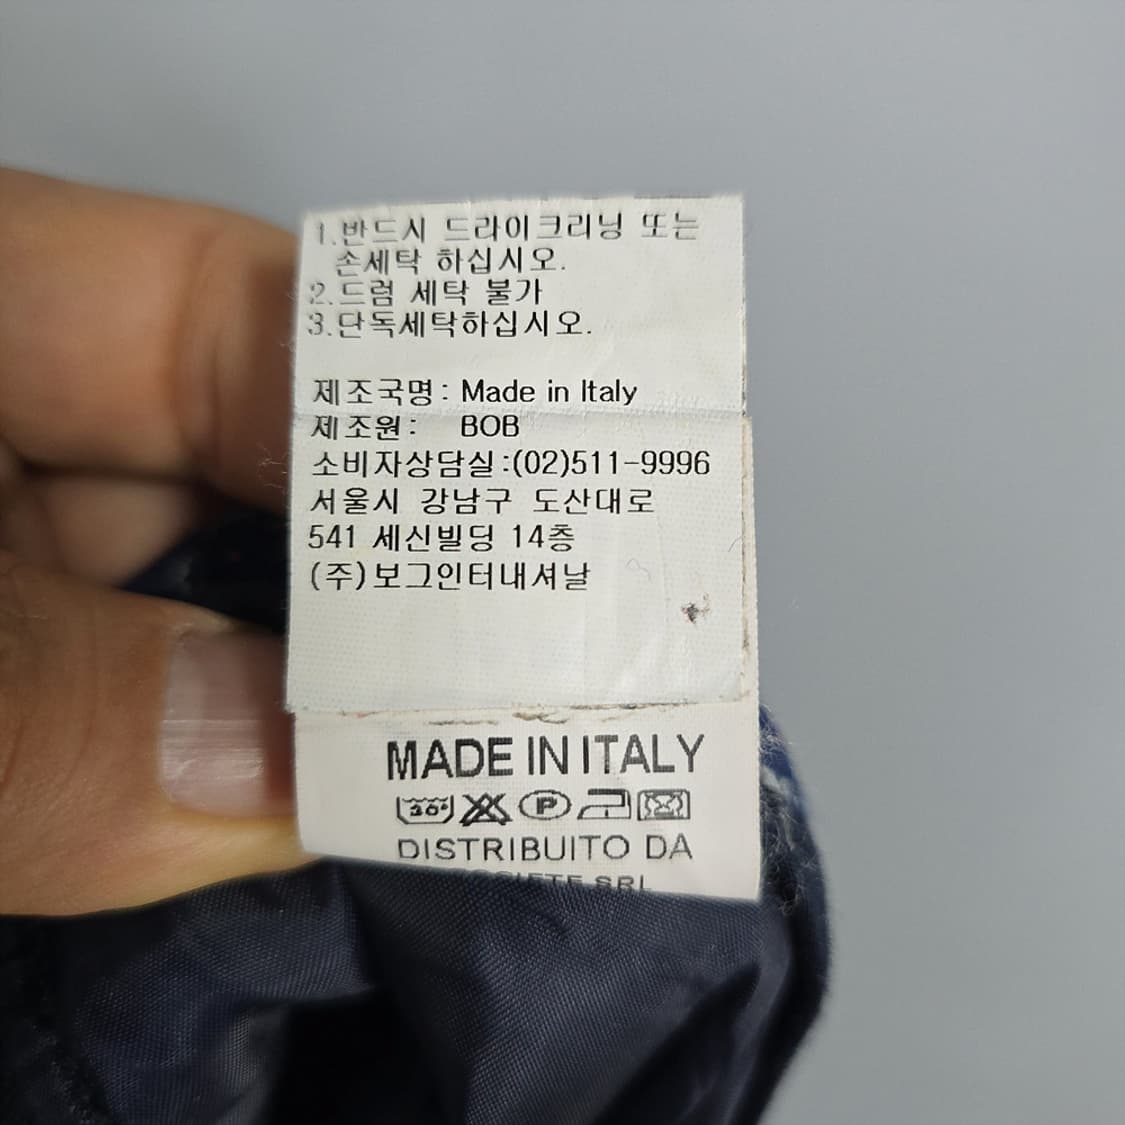 1.반드시 드라이크리닝 또는
손세탁 하십시오.
2.드럼 세탁 불가
3.단독세탁하십시오.
제조국명: Made in Italy
제조원: BOB
소비자상담실:(02)511-9996
서울시 강남구 도산대로
541 세신빌딩 14층
(주)보그인터내셔날
MADE IN ITALY
30° P
DISTRIBUITO DA
SRL